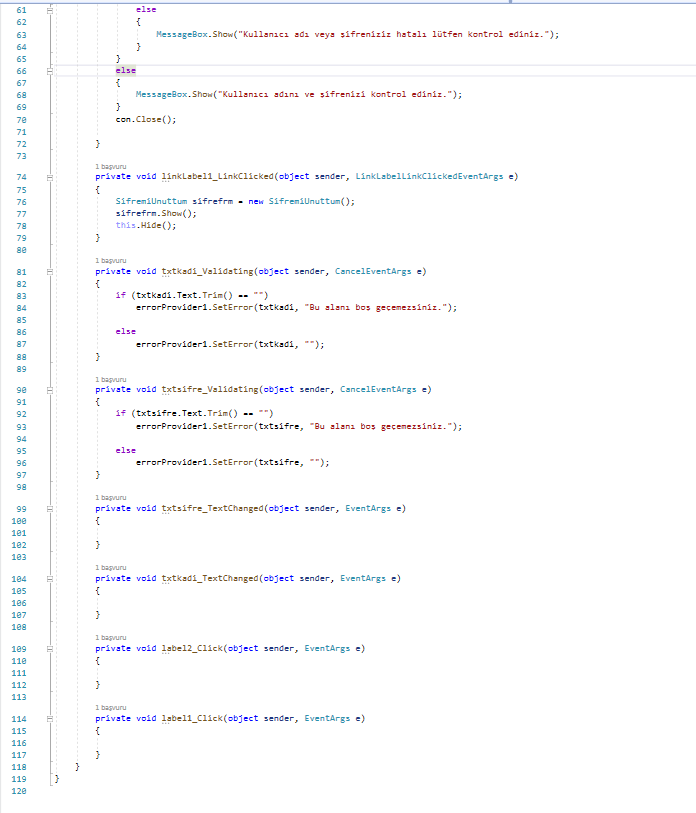 61 else
62 {
63 MessageBox.Show("Kullanıcı adı veya şifreniziz hatalı lütfen kontrol ediniz.");
64 }
65 }
66 else
67 {
68 MessageBox.Show("Kullanıcı adını ve şifrenizi kontrol ediniz.");
69 }
70 con.Close();
71
72 }
73
1 başvuru
74 private void linkLabel1_LinkClicked(object sender, LinkLabelLinkClickedEventArgs e)
75 {
76 SifremiUnuttum sifrefrm = new SifremiUnuttum();
77 sifrefrm.Show();
78 this.Hide();
79 }
80
1 başvuru
81 private void txtkadi_Validating(object sender, CancelEventArgs e)
82 {
83 if (txtkadi.Text.Trim() == "")
84 errorProvider1.SetError(txtkadi, "Bu alanı boş geçemezsiniz.");
85
86 else
87 errorProvider1.SetError(txtkadi, "");
88 }
89
1 başvuru
90 private void txtsifre_Validating(object sender, CancelEventArgs e)
91 {
92 if (txtsifre.Text.Trim() == "")
93 errorProvider1.SetError(txtsifre, "Bu alanı boş geçemezsiniz.");
94
95 else
96 errorProvider1.SetError(txtsifre, "");
97 }
98
1 başvuru
99 private void txtsifre_TextChanged(object sender, EventArgs e)
100 {
101
102 }
103
1 başvuru
104 private void txtkadi_TextChanged(object sender, EventArgs e)
105 {
106
107 }
108
1 başvuru
109 private void label2_Click(object sender, EventArgs e)
110 {
111
112 }
113
1 başvuru
114 private void label1_Click(object sender, EventArgs e)
115 {
116
117 }
118 }
119 }
120